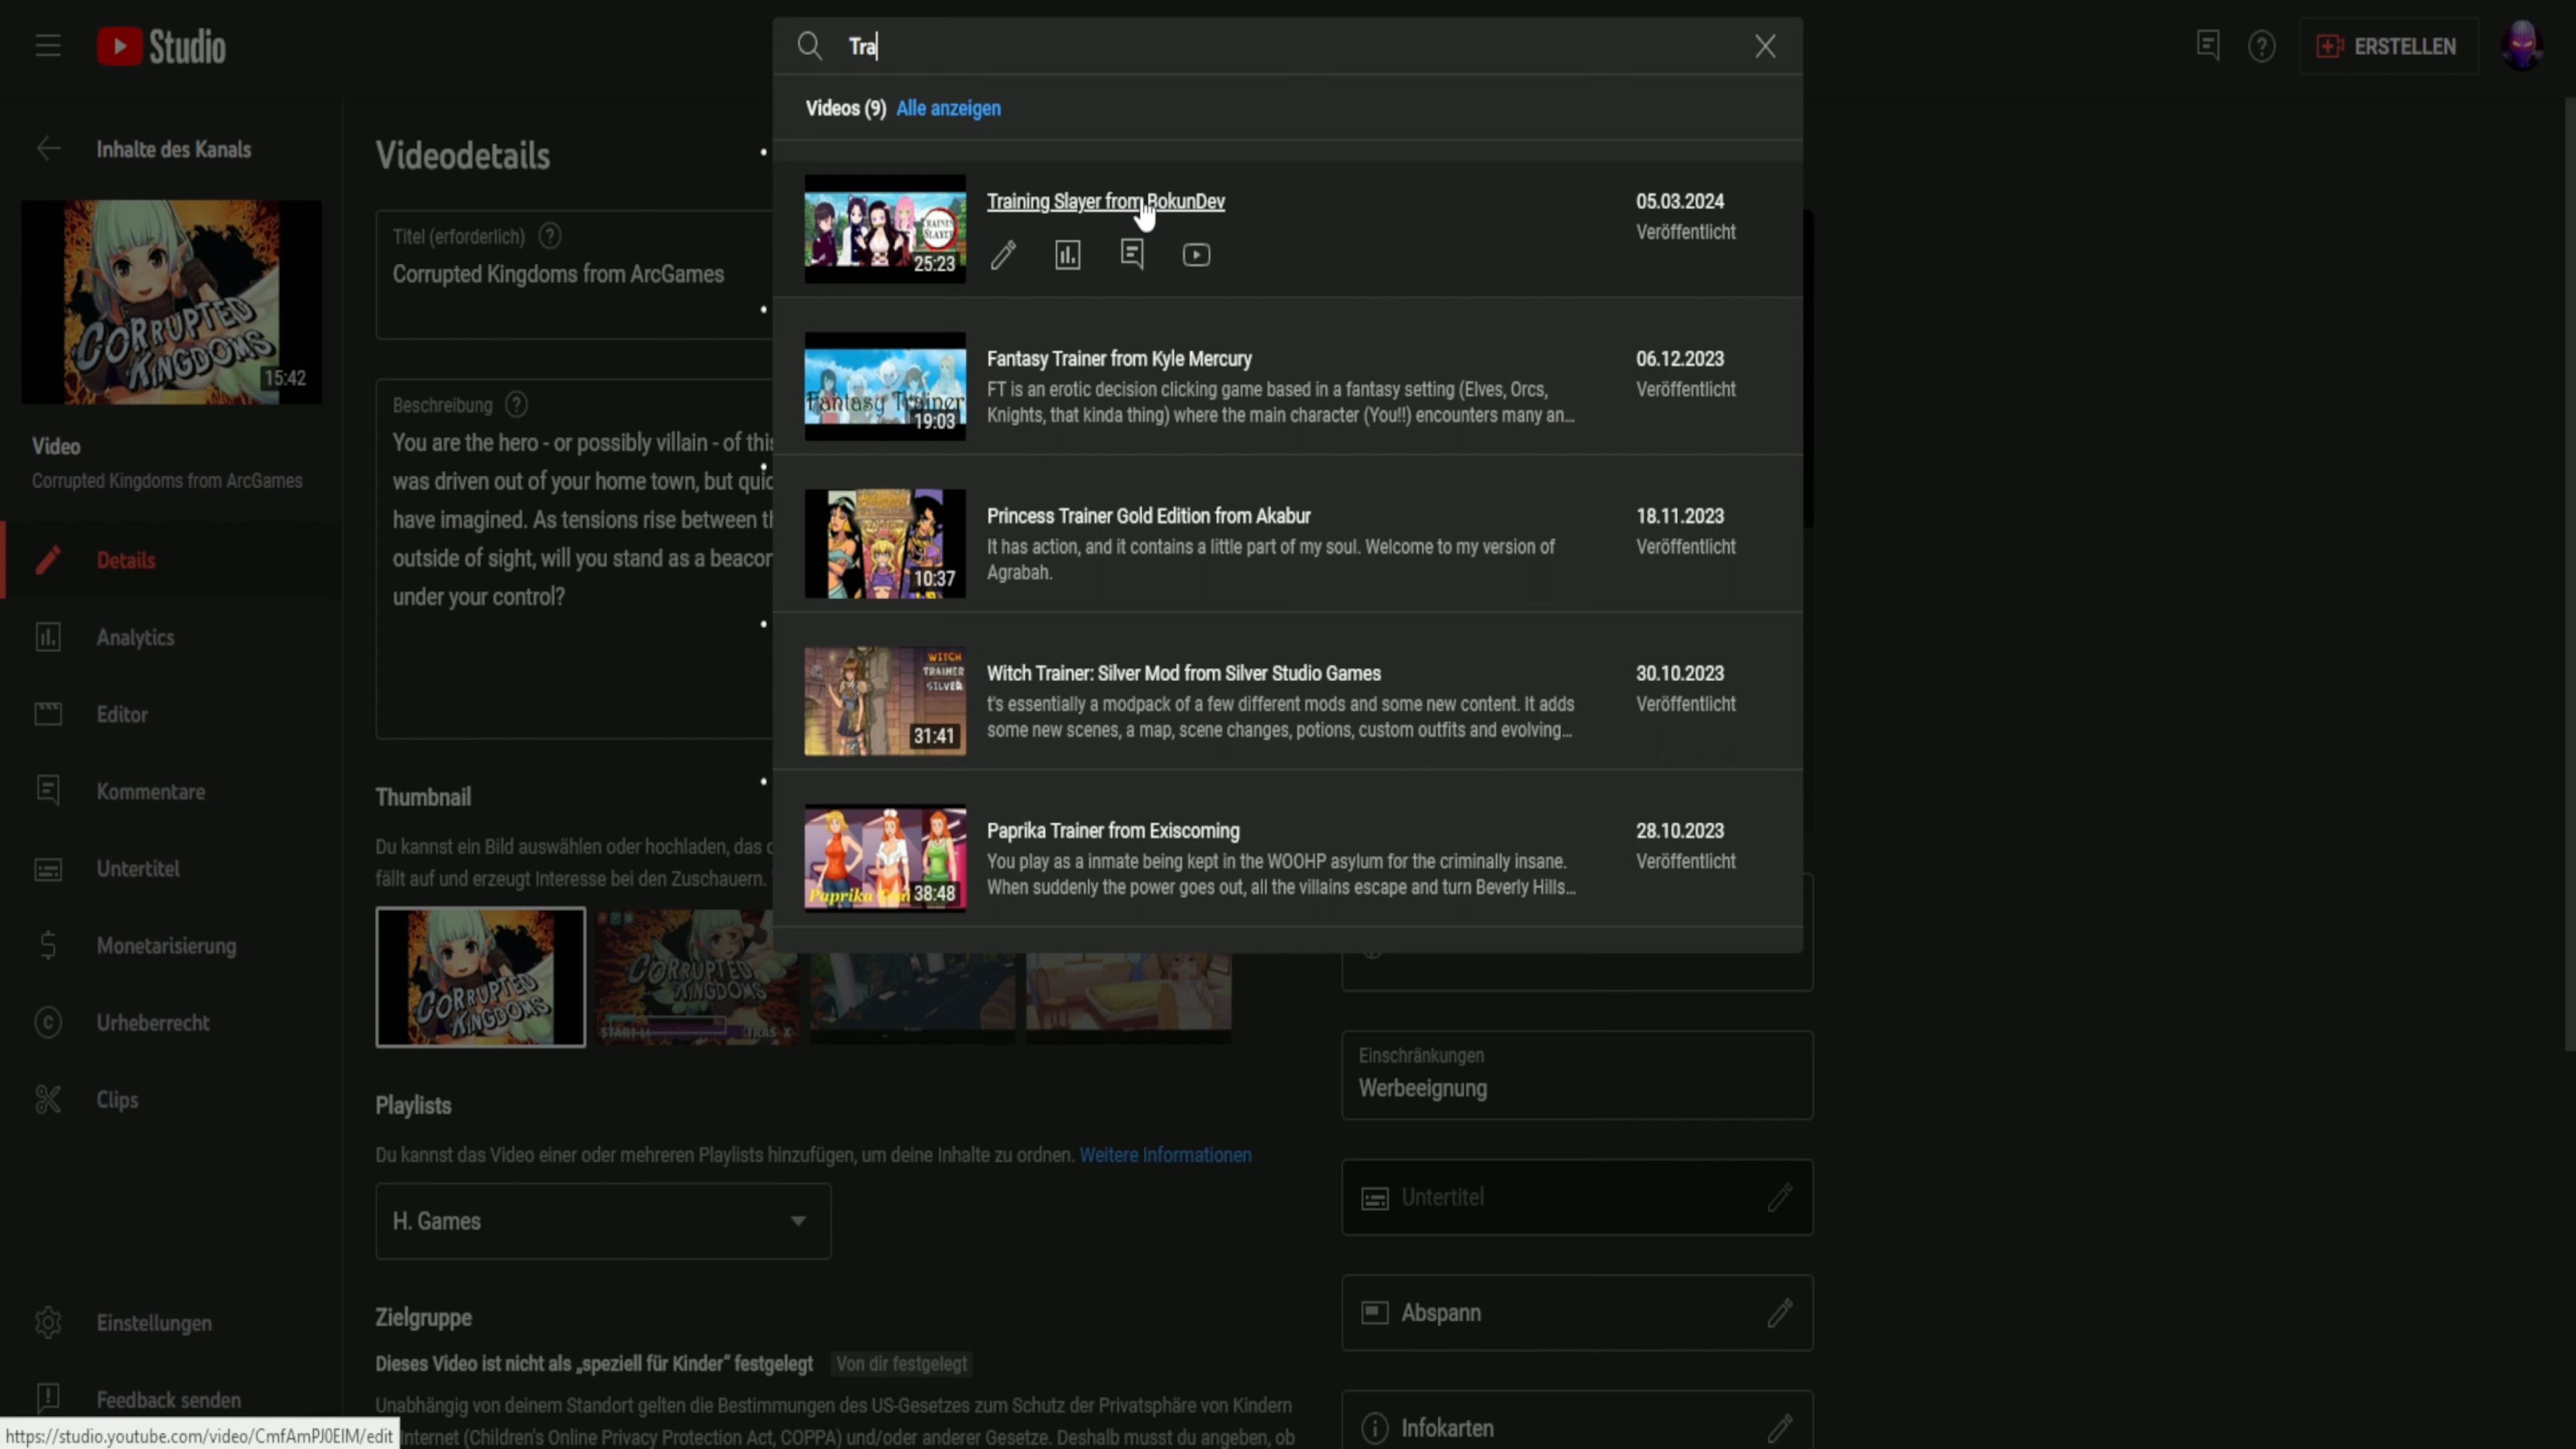 Studio
Tra
ERSTELLEN
Videos (9) Alle anzeigen
Inhalte des Kanals
CORRUPTED
KINGDOMS
15:42
Video
Corrupted Kingdoms from ArcGames
Details
Analytics
Editor
Kommentare
Untertitel
Monetarisierung
Urheberrecht
Clips
Einstellungen
Feedback senden
https://studio.youtube.com/video/CmfAmPJ0EIM/edit
Videodetails
Titel (erforderlich)
Corrupted Kingdoms from ArcGames
Beschreibung
You are the hero - or possibly villain - of this
was driven out of your home town, but quic
have imagined. As tensions rise between th
outside of sight, will you stand as a beacon
under your control?
Training Slayer from BokunDev
05.03.2024
Veröffentlicht
25:23
Fantasy Trainer from Kyle Mercury
06.12.2023
FT is an erotic decision clicking game based in a fantasy setting (Elves, Orcs,
Veröffentlicht
Knights, that kinda thing) where the main character (You!!) encounters many an...
Fantasy Trainer
19:03
Princess Trainer Gold Edition from Akabur
18.11.2023
It has action, and it contains a little part of my soul. Welcome to my version of
Veröffentlicht
Agrabah.
10:37
Witch Trainer: Silver Mod from Silver Studio Games
30.10.2023
t's essentially a modpack of a few different mods and some new content. It adds
Veröffentlicht
some new scenes, a map, scene changes, potions, custom outfits and evolving...
WITCH
TRAINER
SILVER
31:41
Paprika Trainer from Exiscoming
28.10.2023
You play as a inmate being kept in the WOOHP asylum for the criminally insane.
Veröffentlicht
When suddenly the power goes out, all the villains escape and turn Beverly Hills...
Paprika
38:48
Thumbnail
Du kannst ein Bild auswählen oder hochladen, das
fällt auf und erzeugt Interesse bei den Zuschauern.
CORRUPTED
KINGDOMS
CORRUPTED
KINGDOMS
Playlists
Du kannst das Video einer oder mehreren Playlists hinzufügen, um deine Inhalte zu ordnen. Weitere Informationen
H. Games
Zielgruppe
Dieses Video ist nicht als „speziell für Kinder“ festgelegt Von dir festgelegt
Unabhängig von deinem Standort gelten die Bestimmungen des US-Gesetzes zum Schutz der Privatsphäre von Kindern
Internet (Children's Online Privacy Protection Act, COPPA) und/oder anderer Gesetze. Deshalb musst du angeben, ob
Einschränkungen
Werbeeignung
Untertitel
Abspann
Infokarten